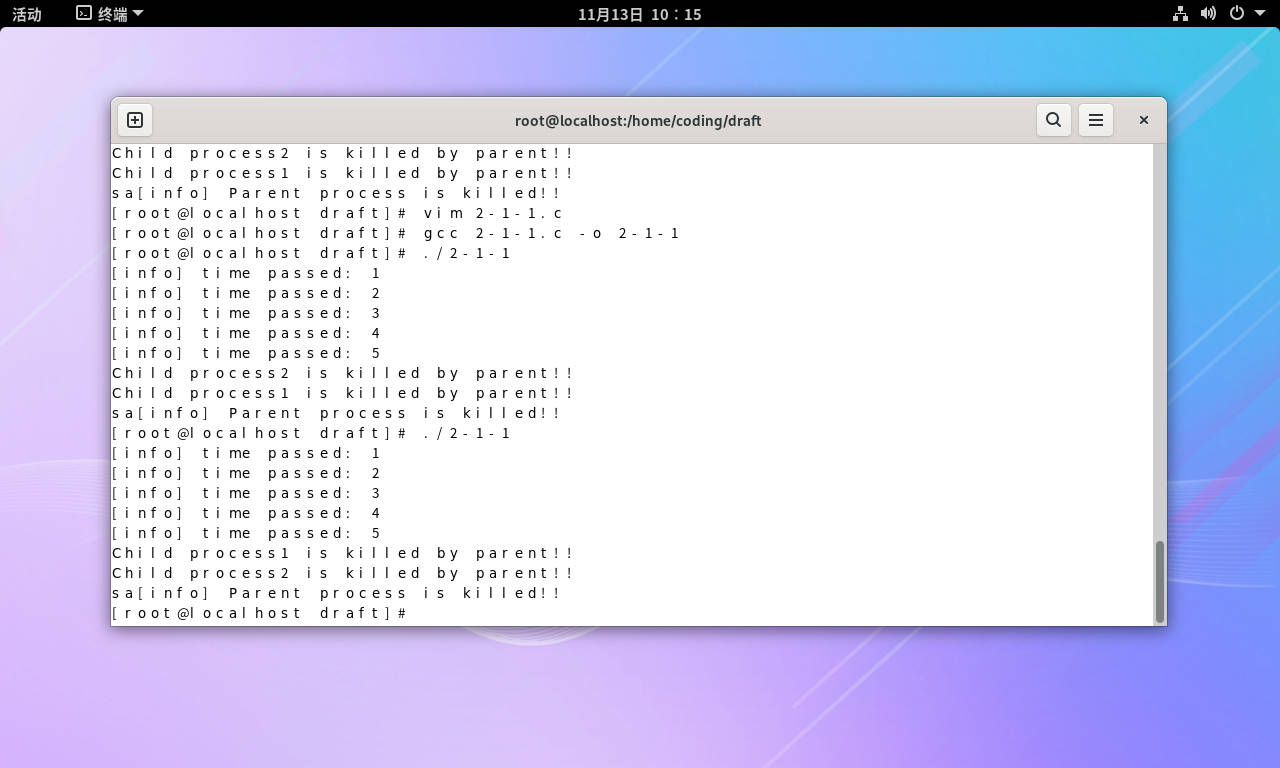 活动 终端 11月13日 10：15
root@localhost:/home/coding/draft
Child process2 is killed by parent!!
Child process1 is killed by parent!!
sa[info] Parent process is killed!!
[root@localhost draft]# vim 2-1-1.c
[root@localhost draft]# gcc 2-1-1.c -o 2-1-1
[root@localhost draft]# ./2-1-1
[info] time passed: 1
[info] time passed: 2
[info] time passed: 3
[info] time passed: 4
[info] time passed: 5
Child process2 is killed by parent!!
Child process1 is killed by parent!!
sa[info] Parent process is killed!!
[root@localhost draft]# ./2-1-1
[info] time passed: 1
[info] time passed: 2
[info] time passed: 3
[info] time passed: 4
[info] time passed: 5
Child process1 is killed by parent!!
Child process2 is killed by parent!!
sa[info] Parent process is killed!!
[root@localhost draft]#